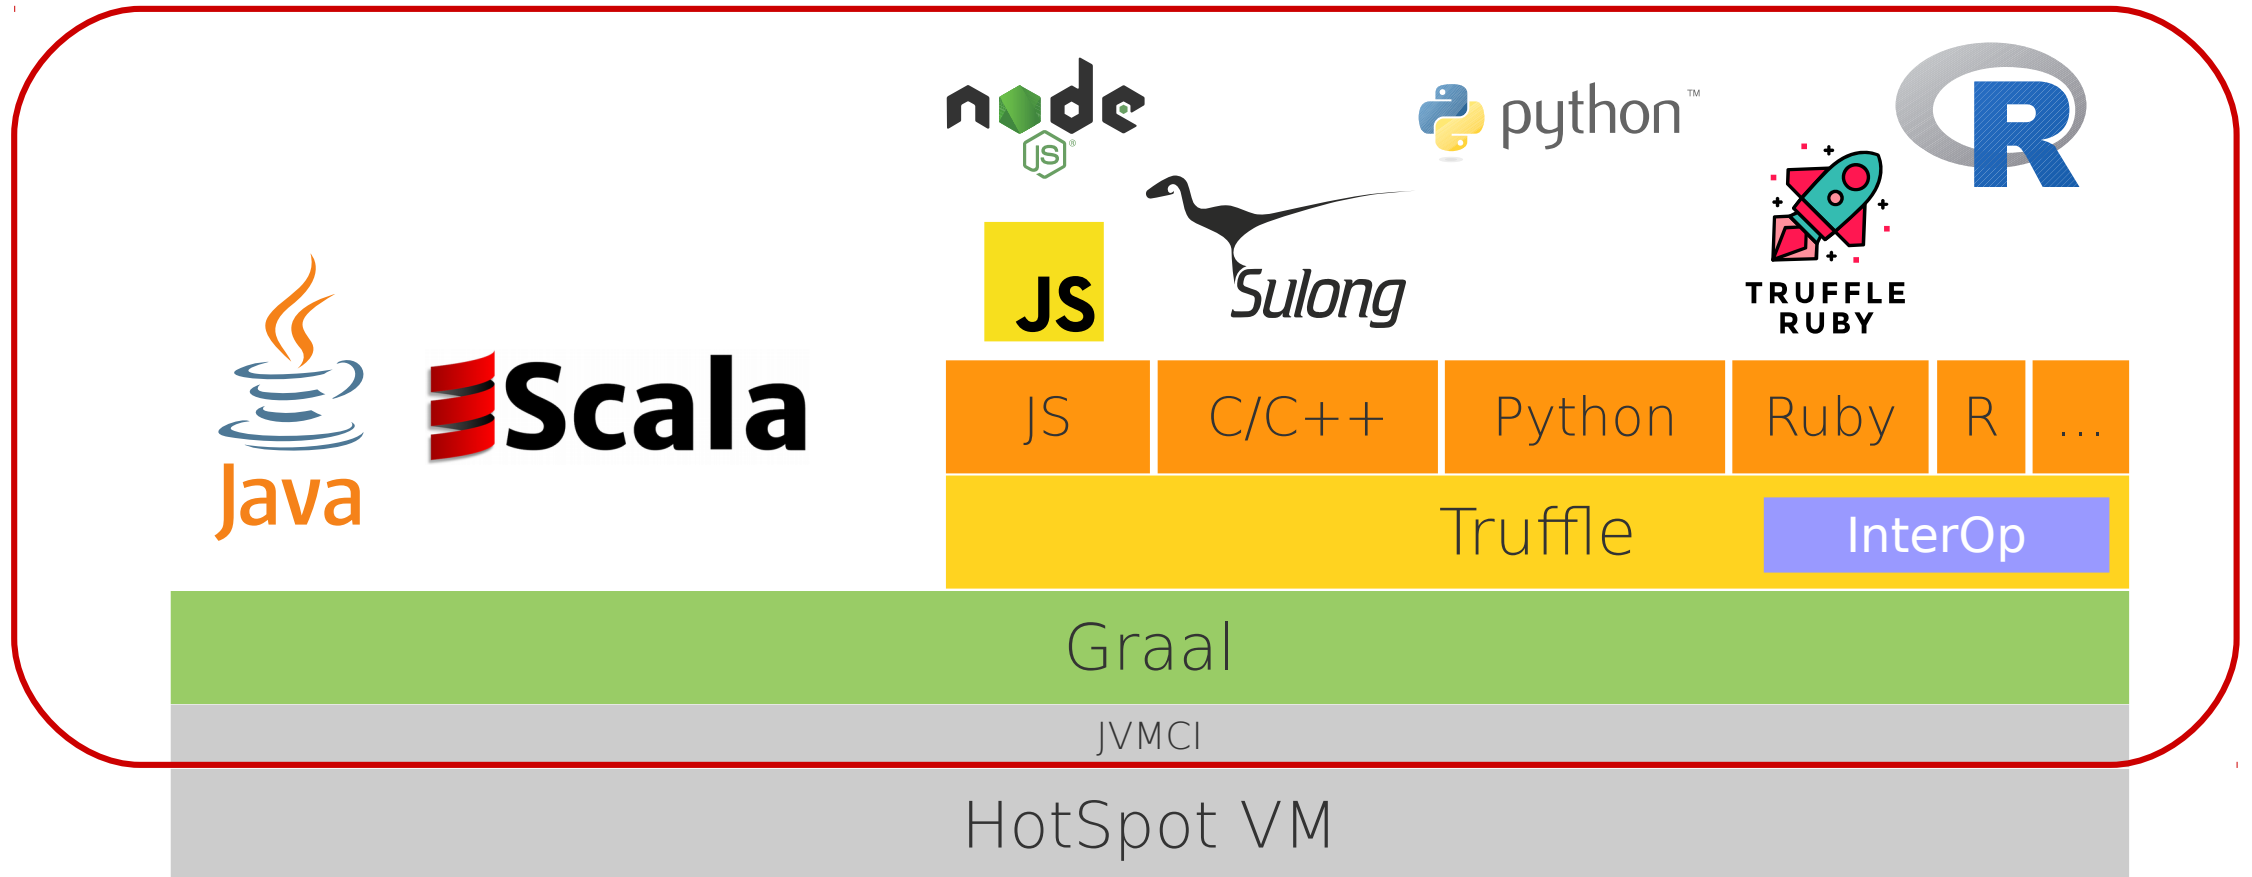 node
JS®
python™
R
JS
Sulong
TRUFFLE
RUBY
Java
Scala
JS
C/C++
Python
Ruby
R
...
Truffle
InterOp
Graal
JVMCI
HotSpot VM